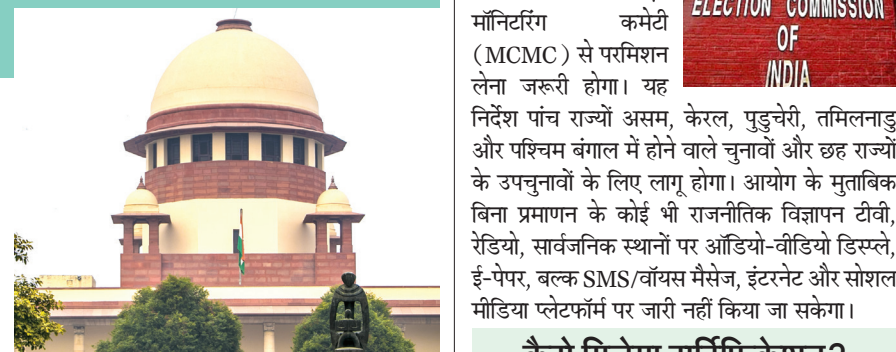 ELECTION COMMISSION
OF
INDIA
मॉनिटरिंग कमेटी
(MCMC) से परमिशन
लेना जरूरी होगा। यह
निर्देश पांच राज्यों असम, केरल, पुडुचेरी, तमिलनाडु
और पश्चिम बंगाल में होने वाले चुनावों और छह राज्यों
के उपचुनावों के लिए लागू होगा। आयोग के मुताबिक
बिना प्रमाणन के कोई भी राजनीतिक विज्ञापन टीवी,
रेडियो, सार्वजनिक स्थानों पर ऑडियो-वीडियो डिस्प्ले,
ई-पेपर, बल्क SMS/वॉयस मैसेज, इंटरनेट और सोशल
मीडिया प्लेटफॉर्म पर जारी नहीं किया जा सकेगा।